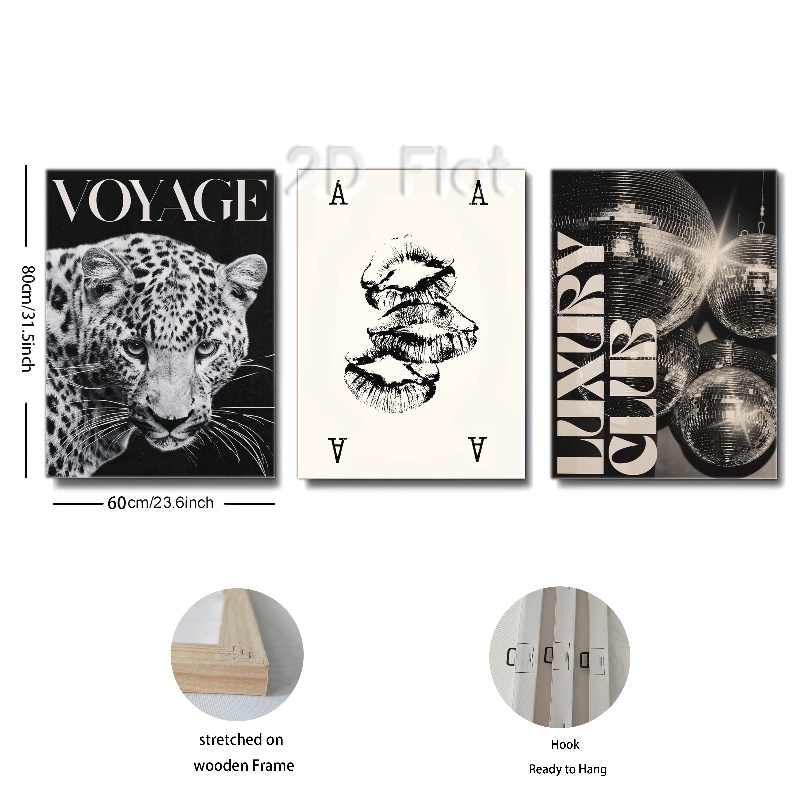 2D Flat
VOYAGE
A A
LUXURY
CLUB
A A
80cm/31.5inch
60cm/23.6inch
stretched on
wooden Frame
Hook
Ready to Hang